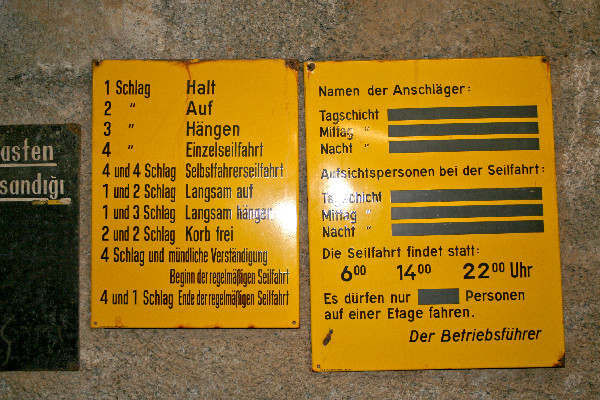 asten
sandigı
1 Schlag Halt
2 " Auf
3 " Hängen
4 " Einzelseilfahrt
4 und 4 Schlag Selbstfahrerseilfahrt
1 und 2 Schlag Langsam auf
1 und 3 Schlag Langsam hängen
2 und 2 Schlag Korb frei
4 Schlag und mündliche Verständigung
Beginn der regelmäßigen Seilfahrt
4 und 1 Schlag Ende der regelmäßigen Seilfahrt
Namen der Anschläger:
Tagschicht
Mittag "
Nacht "
Aufsichtspersonen bei der Seilfahrt:
Tagschicht
Mittag "
Nacht "
Die Seilfahrt findet statt:
6⁰⁰ 14⁰⁰ 22⁰⁰ Uhr
Es dürfen nur Personen
auf einer Etage fahren.
Der Betriebsführer